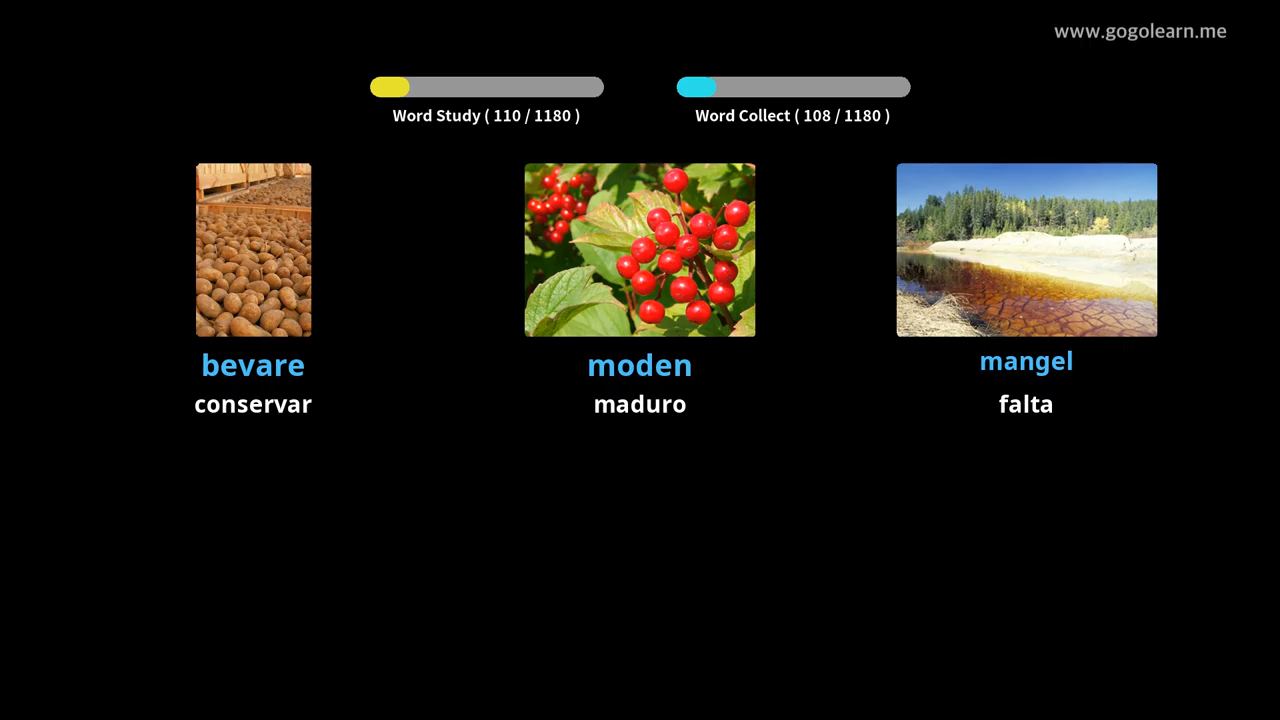 www.gogolearn.me
Word Study ( 110 / 1180 )
Word Collect ( 108 / 1180 )
bevare
conservar
moden
maduro
mangel
falta